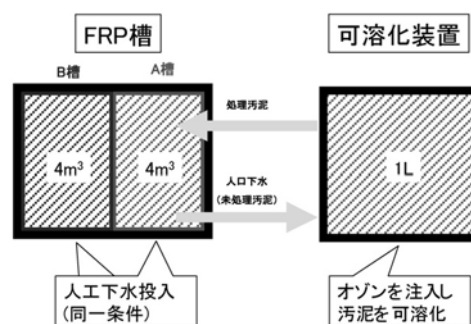 FRP槽
可溶化装置
B槽
A槽
処理汚泥
4m³
4m³
1L
人口下水
(未処理汚泥)
人工下水投入
(同一条件)
オゾンを注入し
汚泥を可溶化